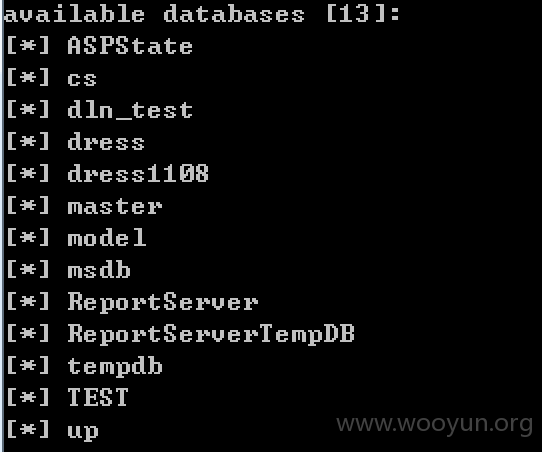 available databases [13]:
[*] ASPState
[*] cs
[*] dln_test
[*] dress
[*] dress1108
[*] master
[*] model
[*] msdb
[*] ReportServer
[*] ReportServerTempDB
[*] tempdb
[*] TEST
[*] up
www.wooyun.org